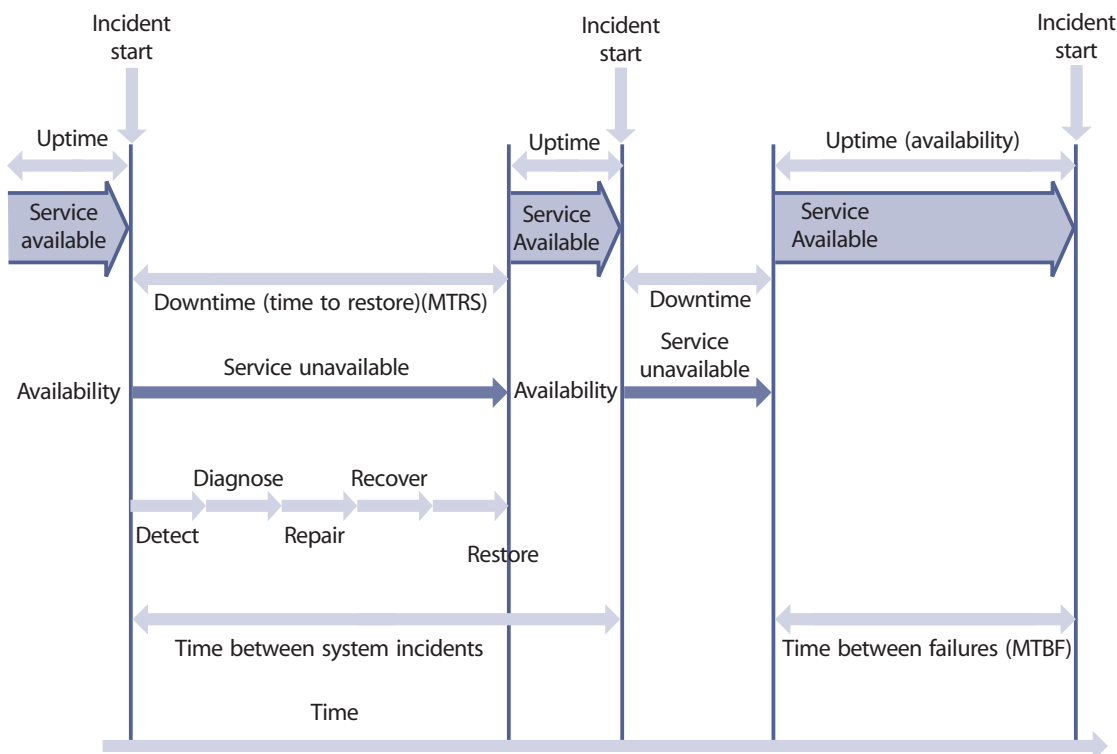 Incident
start
Incident
start
Incident
start
Uptime
Uptime
Uptime (availability)
Service
available
Service
Available
Service
Available
Downtime (time to restore)(MTRS)
Downtime
Service unavailable
Service
unavailable
Availability
Availability
Diagnose
Recover
Detect
Repair
Restore
Time between system incidents
Time between failures (MTBF)
Time